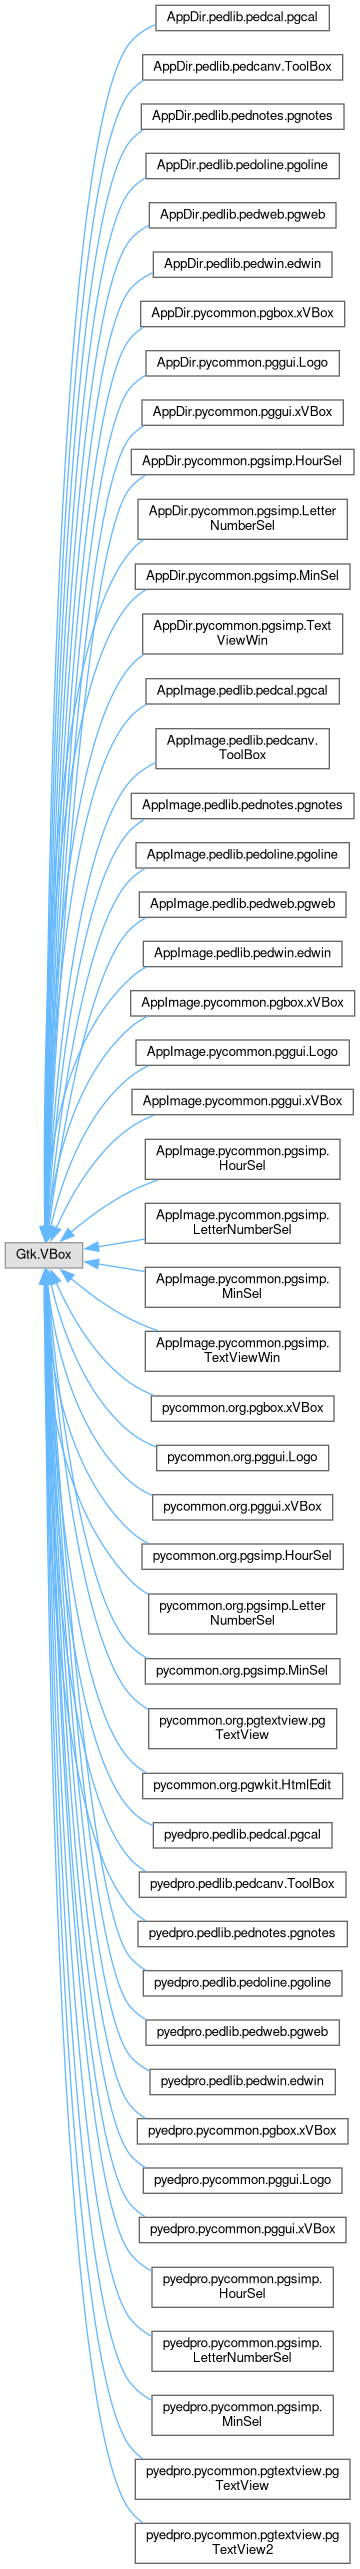 AppDir.pedlib.pedcal.pgcal
AppDir.pedlib.pedcanv.ToolBox
AppDir.pedlib.pednotes.pgnotes
AppDir.pedlib.pedoline.pgoline
AppDir.pedlib.pedweb.pgweb
AppDir.pedlib.pedwin.edwin
AppDir.pycommon.pgbox.xVBox
AppDir.pycommon.pggui.Logo
AppDir.pycommon.pggui.xVBox
AppDir.pycommon.pgsimp.HourSel
AppDir.pycommon.pgsimp.Letter
NumberSel
AppDir.pycommon.pgsimp.MinSel
AppDir.pycommon.pgsimp.Text
ViewWin
AppImage.pedlib.pedcal.pgcal
AppImage.pedlib.pedcanv.
ToolBox
AppImage.pedlib.pednotes.pgnotes
AppImage.pedlib.pedoline.pgoline
AppImage.pedlib.pedweb.pgweb
AppImage.pedlib.pedwin.edwin
AppImage.pycommon.pgbox.xVBox
AppImage.pycommon.pggui.Logo
AppImage.pycommon.pggui.xVBox
AppImage.pycommon.pgsimp.
HourSel
AppImage.pycommon.pgsimp.
LetterNumberSel
Gtk.VBox
AppImage.pycommon.pgsimp.
MinSel
AppImage.pycommon.pgsimp.
TextViewWin
pycommon.org.pgbox.xVBox
pycommon.org.pggui.Logo
pycommon.org.pggui.xVBox
pycommon.org.pgsimp.HourSel
pycommon.org.pgsimp.Letter
NumberSel
pycommon.org.pgsimp.MinSel
pycommon.org.pgtextview.pg
TextView
pycommon.org.pgwkit.HtmlEdit
pyedpro.pedlib.pedcal.pgcal
pyedpro.pedlib.pedcanv.ToolBox
pyedpro.pedlib.pednotes.pgnotes
pyedpro.pedlib.pedoline.pgoline
pyedpro.pedlib.pedweb.pgweb
pyedpro.pedlib.pedwin.edwin
pyedpro.pycommon.pgbox.xVBox
pyedpro.pycommon.pggui.Logo
pyedpro.pycommon.pggui.xVBox
pyedpro.pycommon.pgsimp.
HourSel
pyedpro.pycommon.pgsimp.
LetterNumberSel
pyedpro.pycommon.pgsimp.
MinSel
pyedpro.pycommon.pgtextview.pg
TextView
pyedpro.pycommon.pgtextview.pg
TextView2